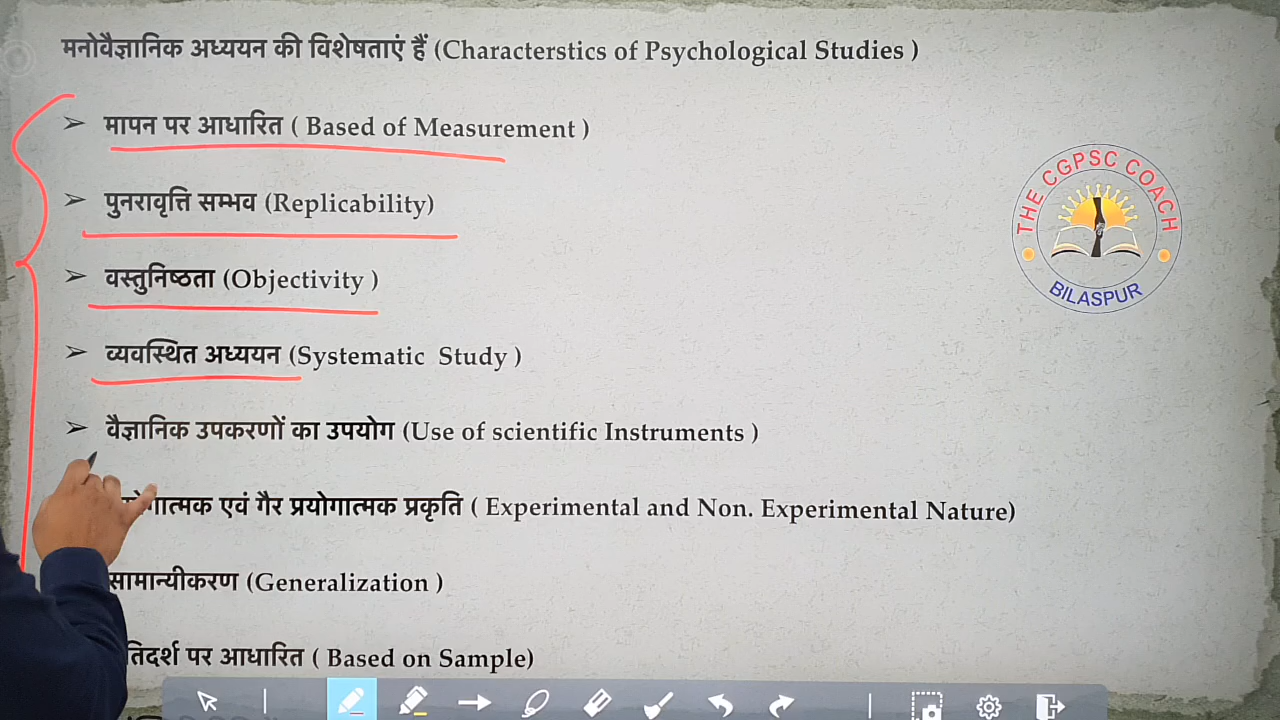 मनोवैज्ञानिक अध्ययन की विशेषताएं हैं (Characterstics of Psychological Studies )
➢ मापन पर आधारित ( Based of Measurement )
➢ पुनरावृत्ति सम्भव (Replicability)
➢ वस्तुनिष्ठता (Objectivity )
➢ व्यवस्थित अध्ययन (Systematic Study )
➢ वैज्ञानिक उपकरणों का उपयोग (Use of scientific Instruments )
एवं गैर प्रयोगात्मक प्रकृति ( Experimental and Non. Experimental Nature)
सामान्यीकरण (Generalization )
पर आधारित ( Based on Sample)
THE CGPSC COACH
BILASPUR